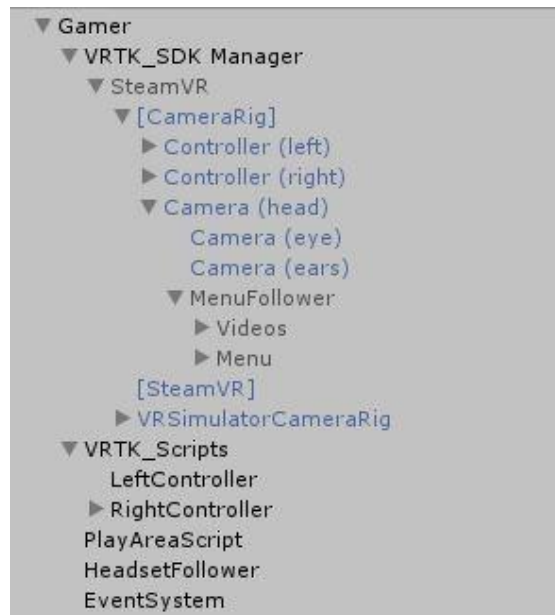 Gamer
VRTK_SDK Manager
SteamVR
[CameraRig]
Controller (left)
Controller (right)
Camera (head)
Camera (eye)
Camera (ears)
MenuFollower
Videos
Menu
[SteamVR]
VRSimulatorCameraRig
VRTK_Scripts
LeftController
RightController
PlayAreaScript
HeadsetFollower
EventSystem